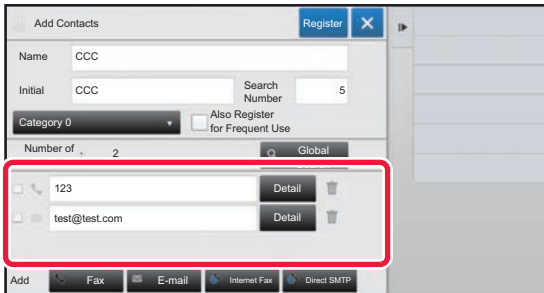 Add Contacts Register
Name CCC
Initial CCC Search Number 5
Category 0 Also Register for Frequent Use
Number of 2 Global
123 Detail
test@test.com Detail
Add Fax E-mail Internet Fax Direct SMTP